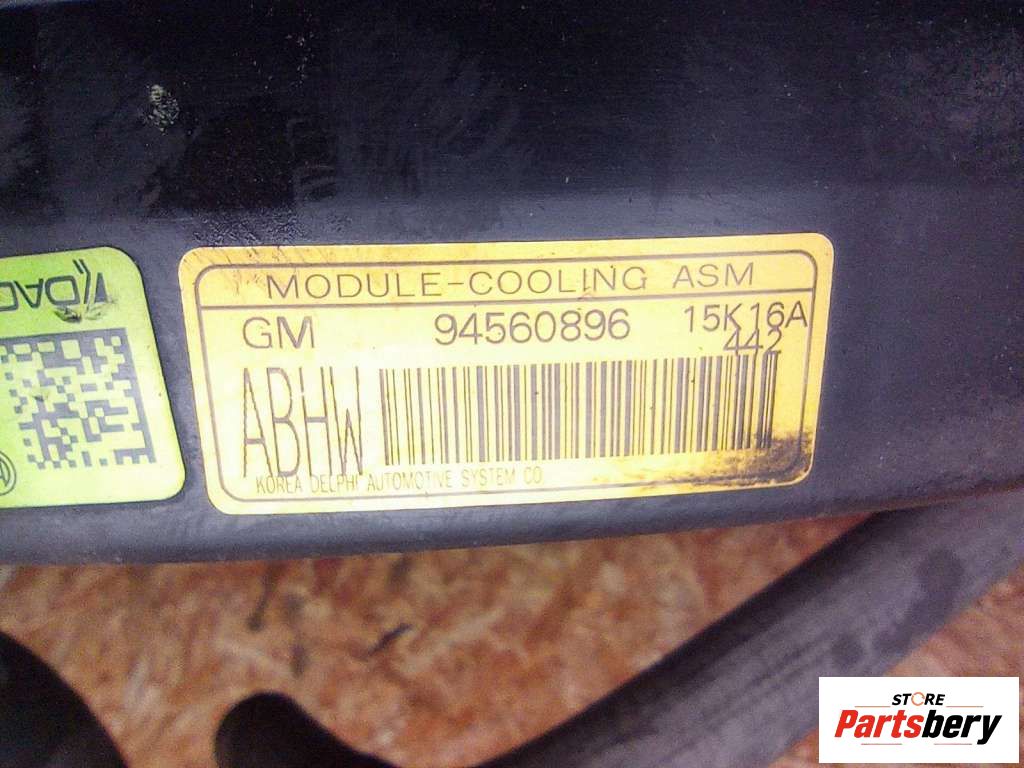 MODULE-COOLING ASM
GM 94560896 15K16A
442
ABHW
KOREA DELPHI AUTOMOTIVE SYSTEM CO
STORE
Partsbery